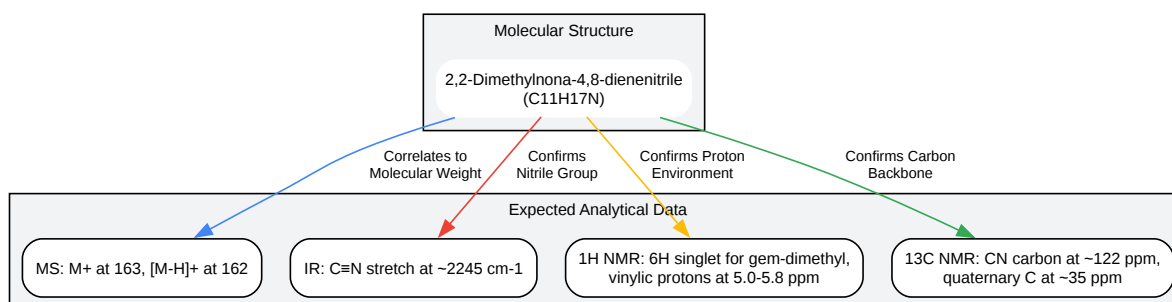 Molecular Structure
2,2-Dimethylnona-4,8-dienenitrile
(C11H17N)
Correlates to
Molecular Weight
Confirms
Nitrile Group
Confirms Proton
Environment
Confirms Carbon
Backbone
Expected Analytical Data
MS: M+ at 163, [M-H]+ at 162
IR: C≡N stretch at ~2245 cm-1
1H NMR: 6H singlet for gem-dimethyl,
vinylic protons at 5.0-5.8 ppm
13C NMR: CN carbon at ~122 ppm,
quaternary C at ~35 ppm